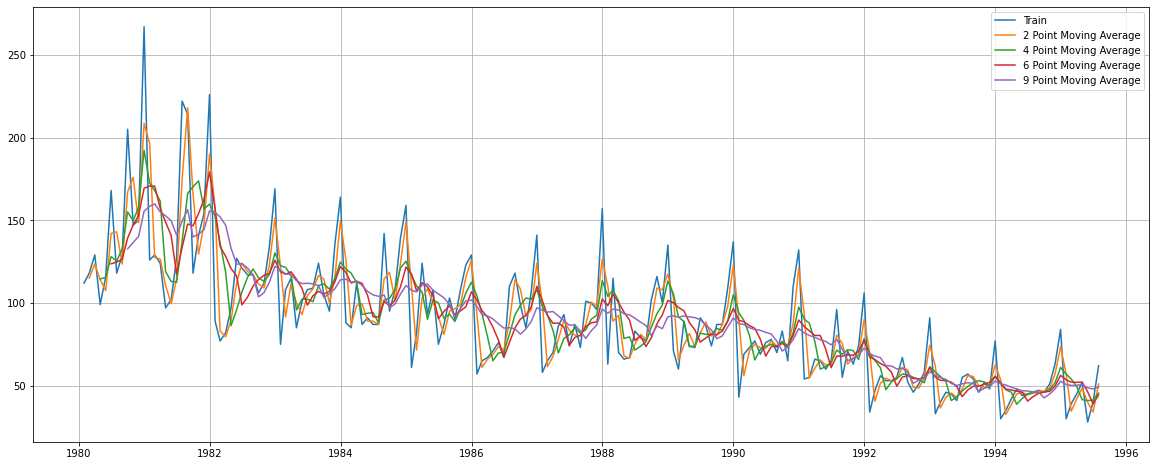 Train
2 Point Moving Average
4 Point Moving Average
6 Point Moving Average
9 Point Moving Average
250
200
150
100
50
1980 1982 1984 1986 1988 1990 1992 1994 1996